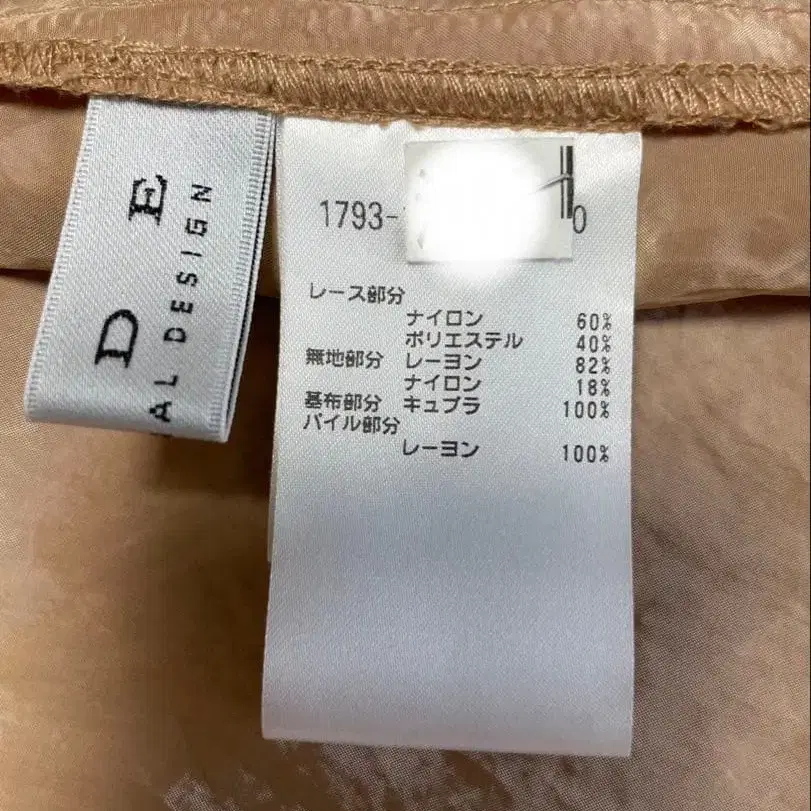 D E
AL DESIGN
1793-
0
レース部分
ナイロン 60%
ポリエステル 40%
無地部分 レーヨン 82%
ナイロン 18%
基布部分 キュプラ 100%
パイル部分
レーヨン 100%